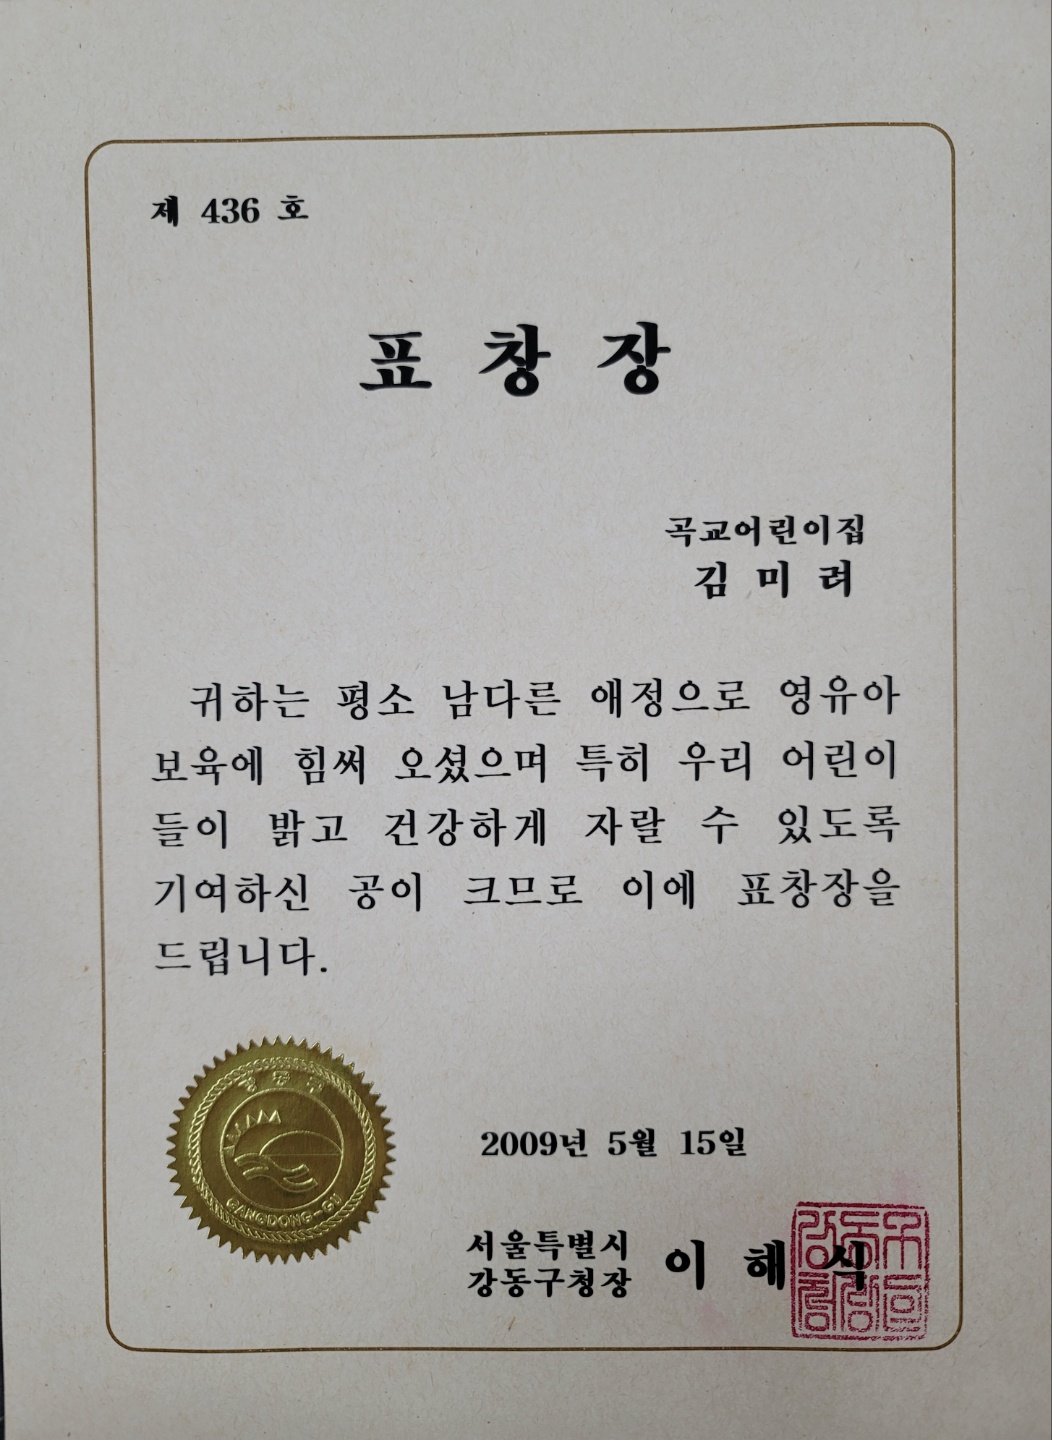 제 436 호
표 창 장
곡교어린이집
김 미 려
귀하는 평소 남다른 애정으로 영유아
보육에 힘써 오셨으며 특히 우리 어린이
들이 밝고 건강하게 자랄 수 있도록
기여하신 공이 크므로 이에 표창장을
드립니다.
강동구
GANGDONG-GU
2009년 5월 15일
서울특별시
강동구청장 이 해 식